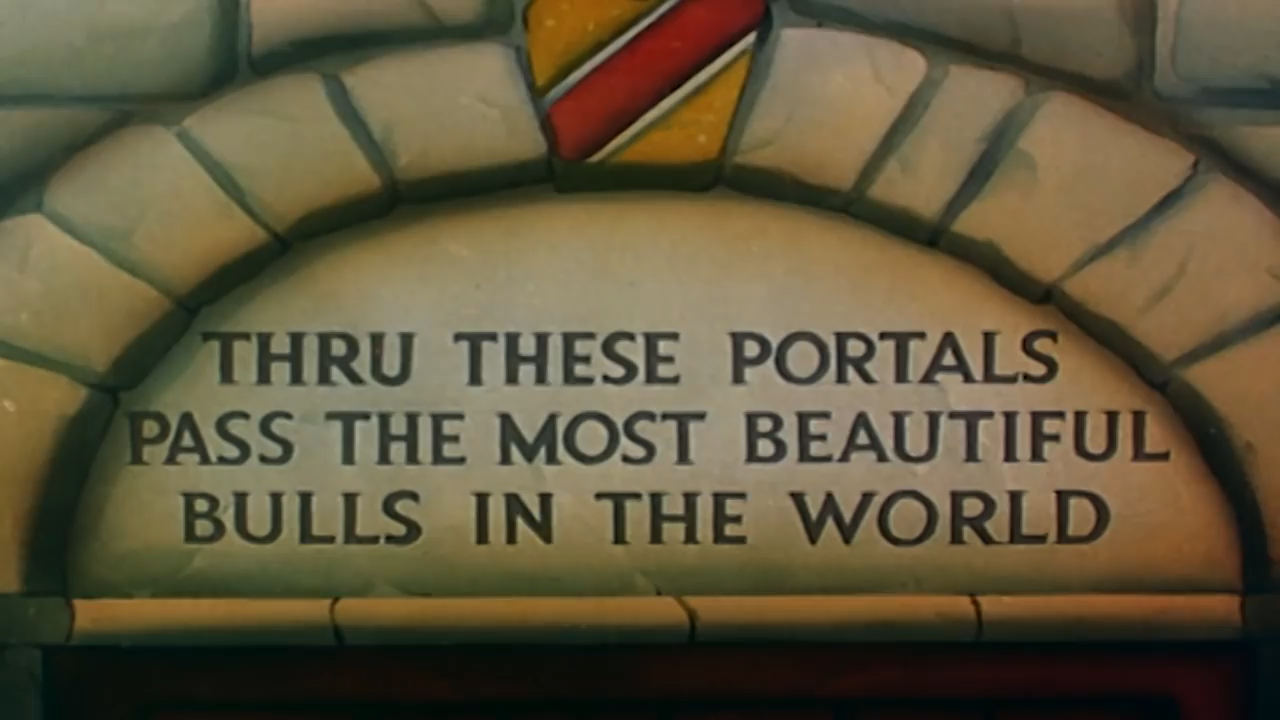 THRU THESE PORTALS
PASS THE MOST BEAUTIFUL
BULLS IN THE WORLD